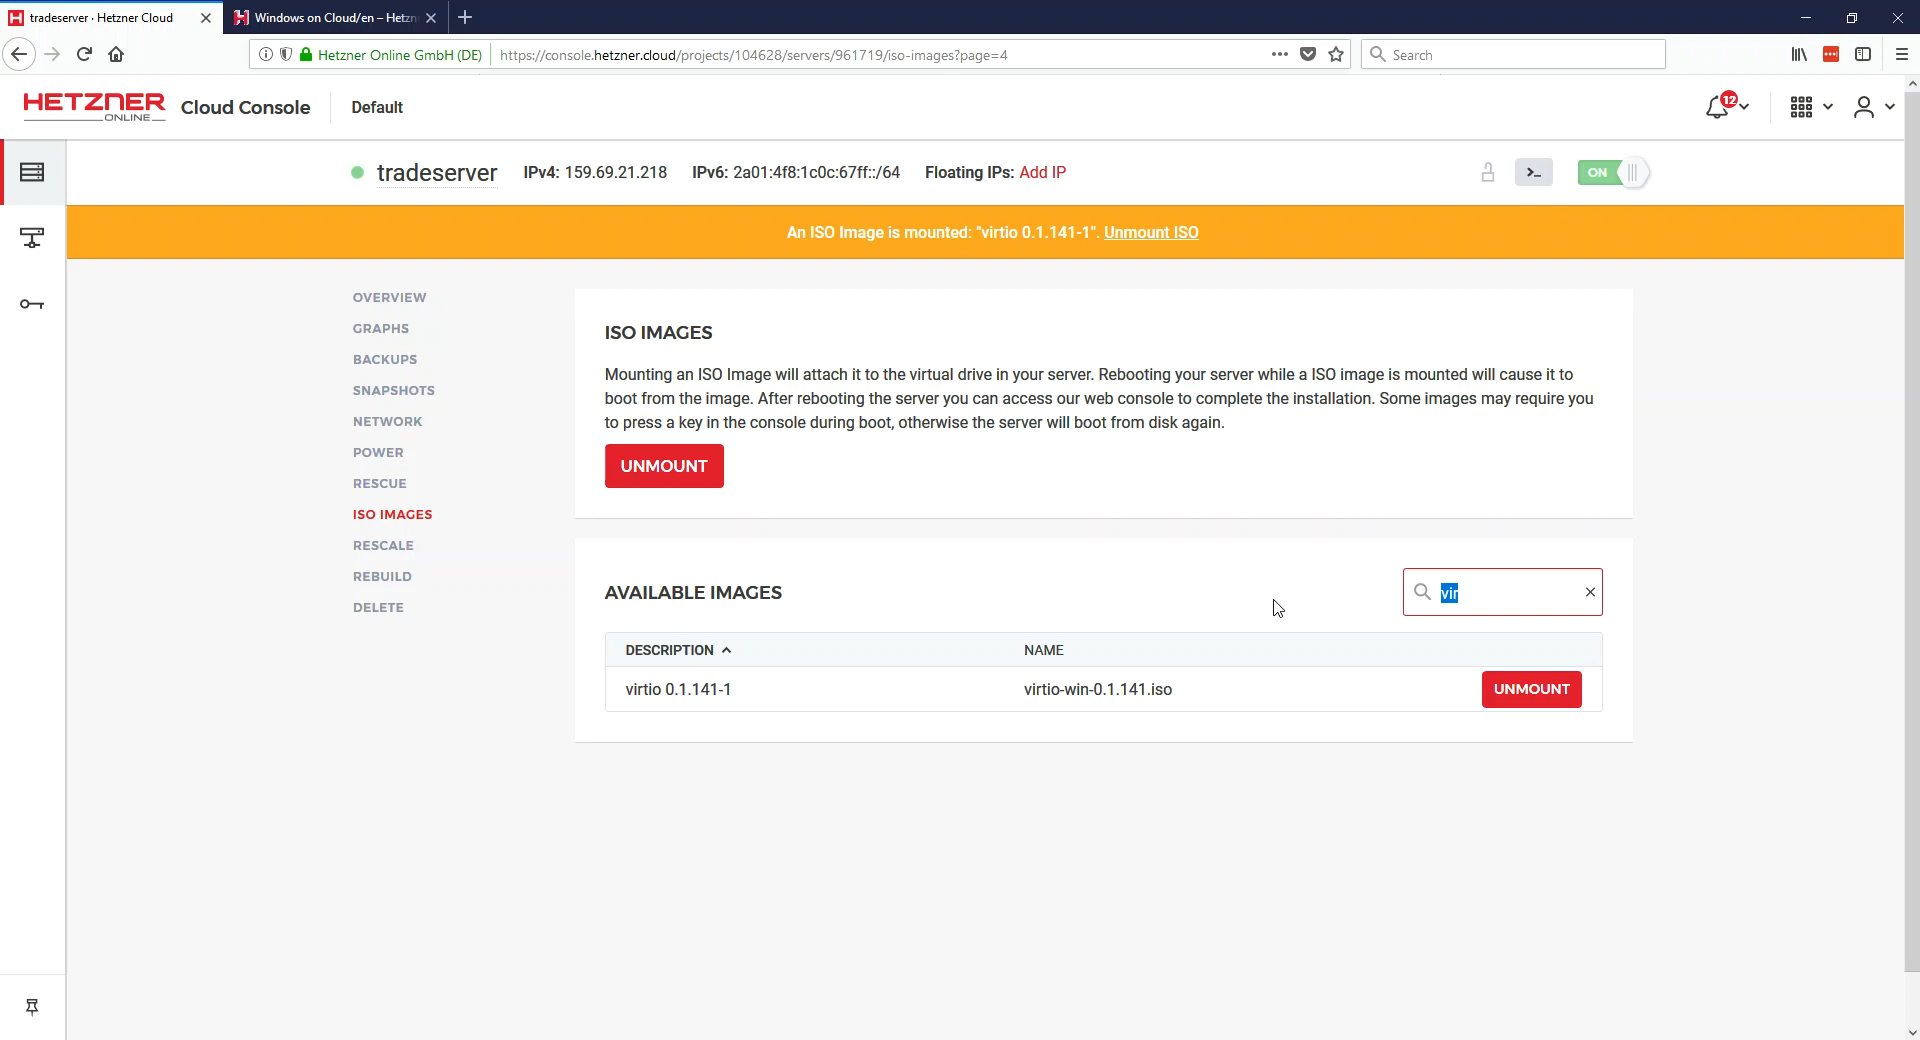 tradeserver · Hetzner Cloud
Windows on Cloud/en – Hetzn
Hetzner Online GmbH (DE)
https://console.hetzner.cloud/projects/104628/servers/961719/iso-images?page=4
Search
HETZNER
ONLINE
Cloud Console
Default
12
tradeserver
IPv4: 159.69.21.218
IPv6: 2a01:4f8:1c0c:67ff::/64
Floating IPs: Add IP
>_
ON
An ISO Image is mounted: "virtio 0.1.141-1". Unmount ISO
OVERVIEW
GRAPHS
BACKUPS
SNAPSHOTS
NETWORK
POWER
RESCUE
ISO IMAGES
RESCALE
REBUILD
DELETE
ISO IMAGES
Mounting an ISO Image will attach it to the virtual drive in your server. Rebooting your server while a ISO image is mounted will cause it to
boot from the image. After rebooting the server you can access our web console to complete the installation. Some images may require you
to press a key in the console during boot, otherwise the server will boot from disk again.
UNMOUNT
AVAILABLE IMAGES
vir
DESCRIPTION
NAME
virtio 0.1.141-1
virtio-win-0.1.141.iso
UNMOUNT